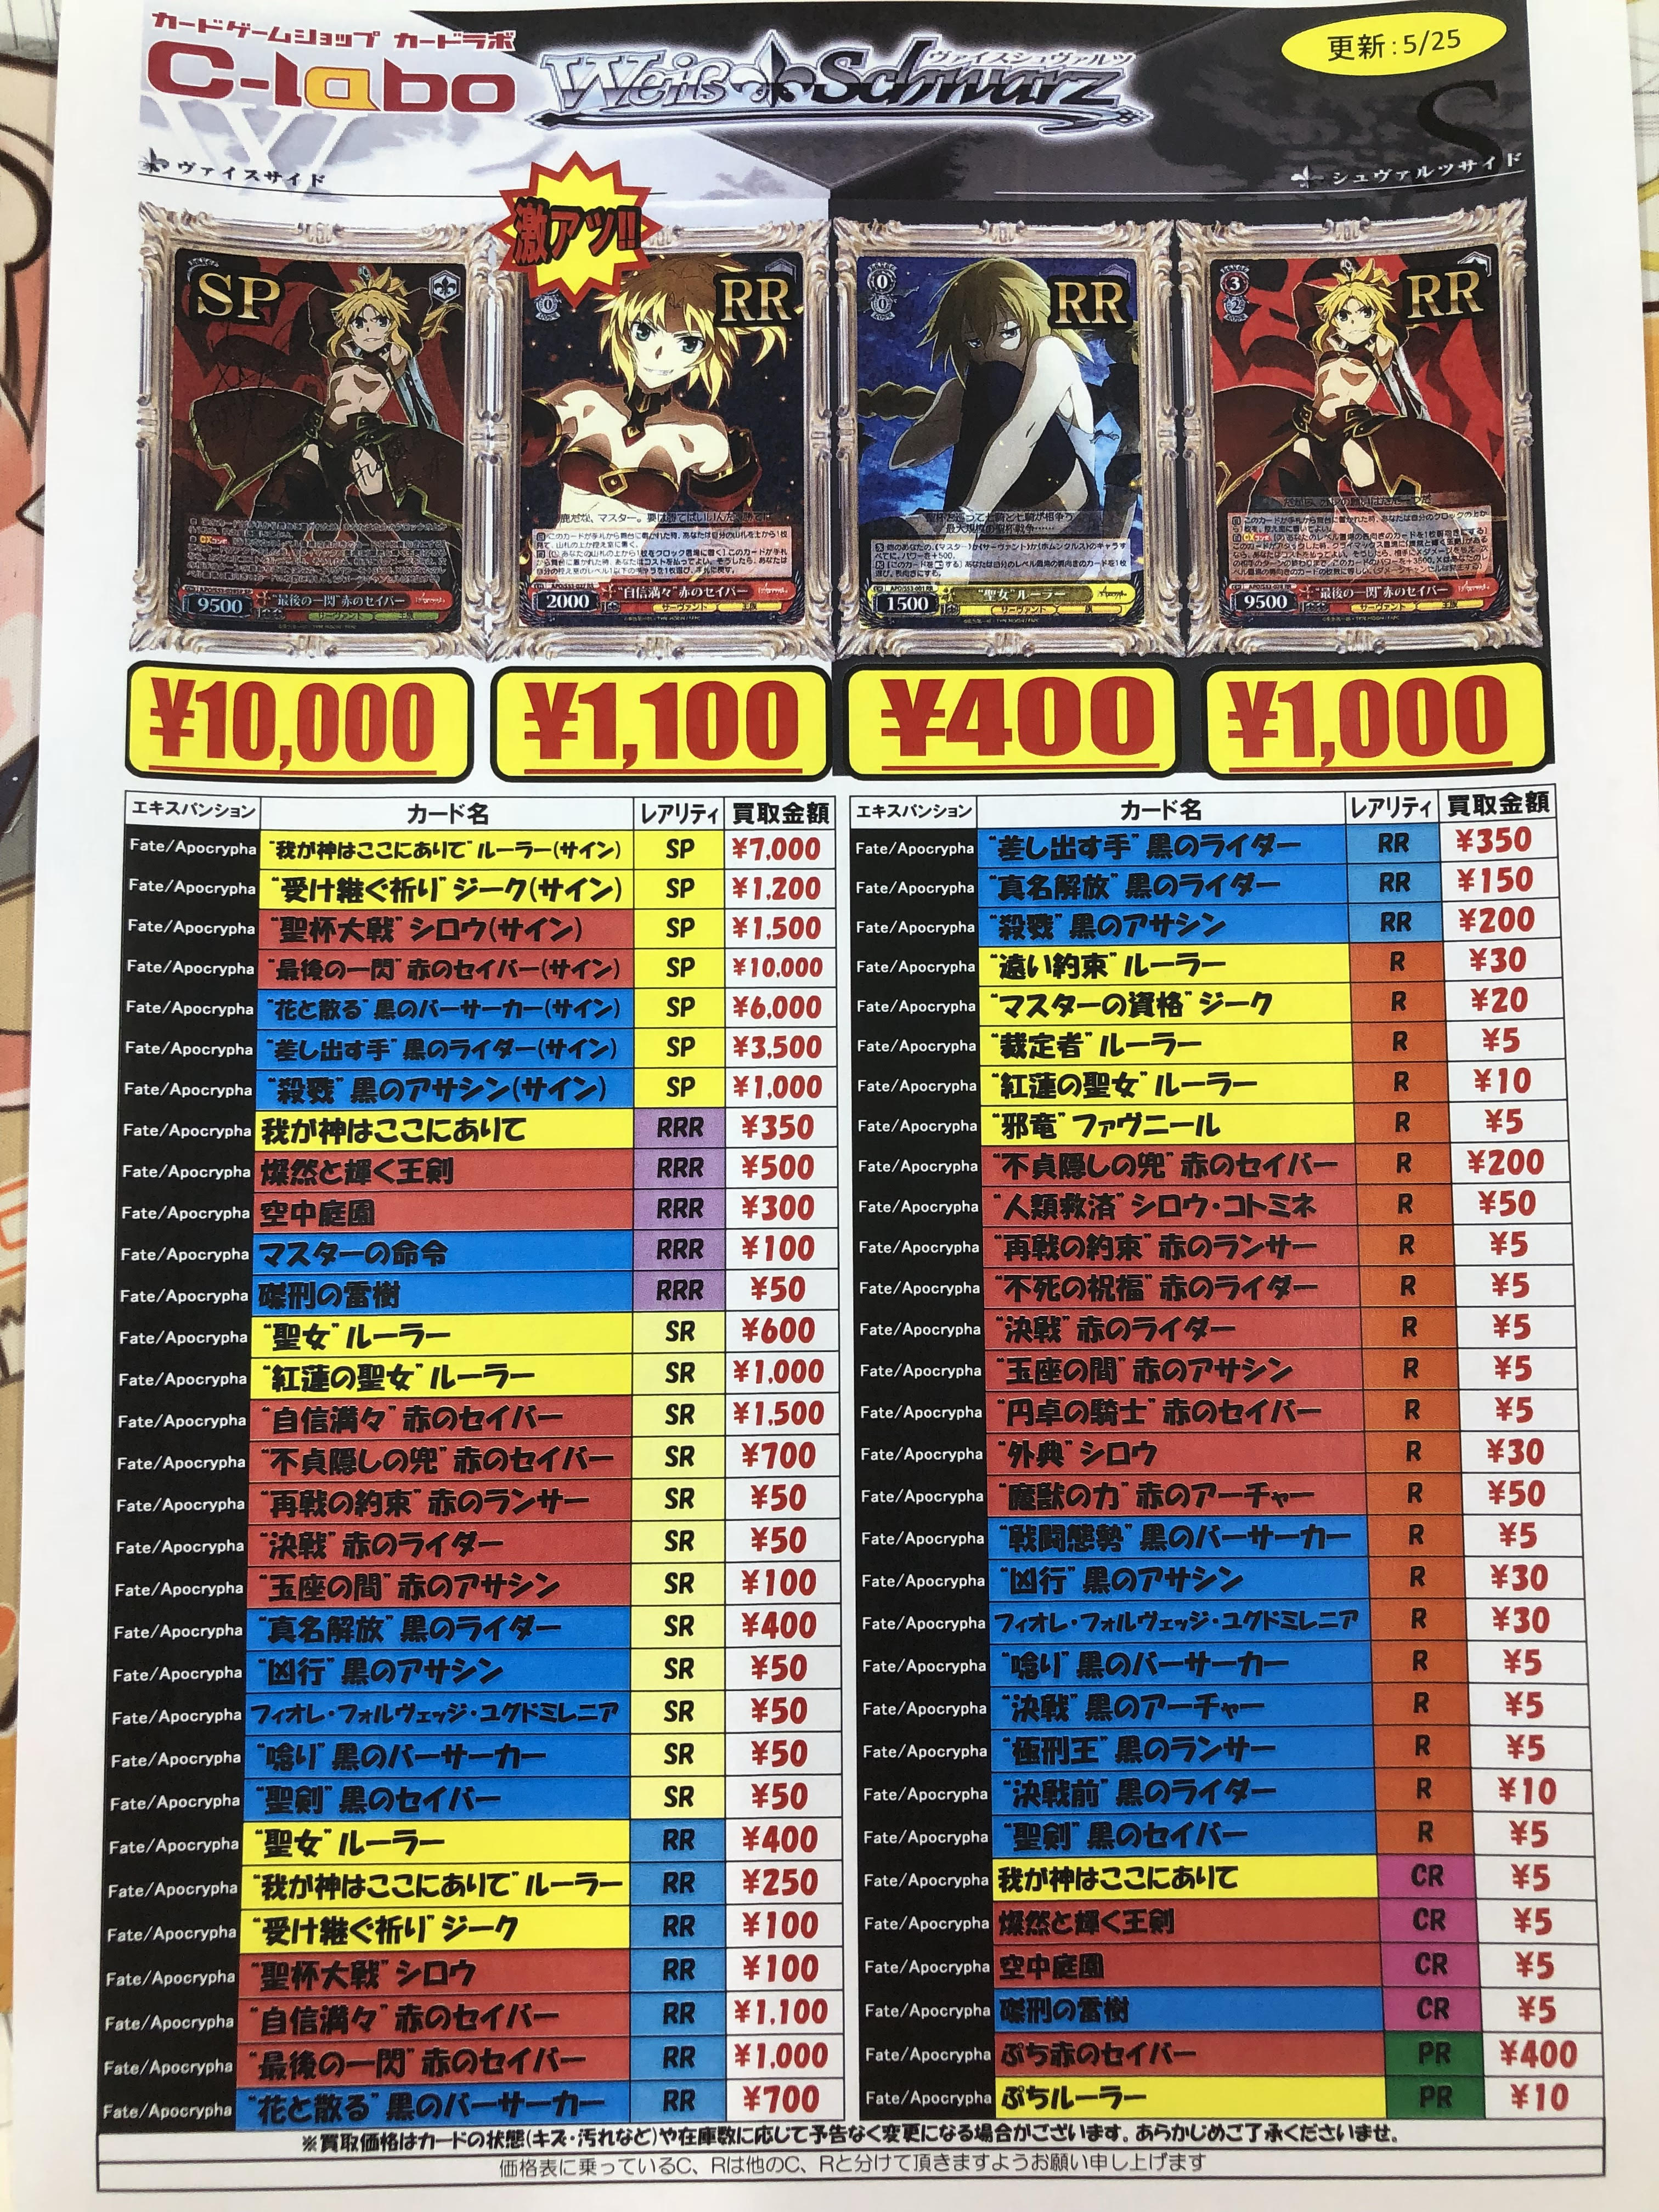 カードゲームショップ カードラボ
C-labo
ヴァイスシュヴァルツ
Weiß Schwarz
更新:5/25
W
S
ヴァイスサイド
シュヴァルツサイド
激アツ!!
SP
RR
RR
RR
9500 "最後の一閃"赤のセイバー
サーヴァント 王族
2000 "自信満々"赤のセイバー
サーヴァント 王族
1500 "聖女"ルーラー
サーヴァント
9500 "最後の一閃"赤のセイバー
サーヴァント 王族
¥10,000
¥1,100
¥400
¥1,000
エキスパンション カード名 レアリティ 買取金額
Fate/Apocrypha "我が神はここにありて"ルーラー(サイン) SP ¥7,000
Fate/Apocrypha "受け継ぐ祈り"ジーク(サイン) SP ¥1,200
Fate/Apocrypha "聖杯大戦"シロウ(サイン) SP ¥1,500
Fate/Apocrypha "最後の一閃"赤のセイバー(サイン) SP ¥10,000
Fate/Apocrypha "花と散る"黒のバーサーカー(サイン) SP ¥6,000
Fate/Apocrypha "差し出す手"黒のライダー(サイン) SP ¥3,500
Fate/Apocrypha "殺戮"黒のアサシン(サイン) SP ¥1,000
Fate/Apocrypha 我が神はここにありて RRR ¥350
Fate/Apocrypha 燦然と輝く王剣 RRR ¥500
Fate/Apocrypha 空中庭園 RRR ¥300
Fate/Apocrypha マスターの命令 RRR ¥100
Fate/Apocrypha 磔刑の雷樹 RRR ¥50
Fate/Apocrypha "聖女"ルーラー SR ¥600
Fate/Apocrypha "紅蓮の聖女"ルーラー SR ¥1,000
Fate/Apocrypha "自信満々"赤のセイバー SR ¥1,500
Fate/Apocrypha "不貞隠しの兜"赤のセイバー SR ¥700
Fate/Apocrypha "再戦の約束"赤のランサー SR ¥50
Fate/Apocrypha "決戦"赤のライダー SR ¥50
Fate/Apocrypha "玉座の間"赤のアサシン SR ¥100
Fate/Apocrypha "真名解放"黒のライダー SR ¥400
Fate/Apocrypha "凶行"黒のアサシン SR ¥50
Fate/Apocrypha フィオレ・フォルヴェッジ・ユグドミレニア SR ¥50
Fate/Apocrypha "唸り"黒のバーサーカー SR ¥50
Fate/Apocrypha "聖剣"黒のセイバー SR ¥50
Fate/Apocrypha "聖女"ルーラー RR ¥400
Fate/Apocrypha "我が神はここにありて"ルーラー RR ¥250
Fate/Apocrypha "受け継ぐ祈り"ジーク RR ¥100
Fate/Apocrypha "聖杯大戦"シロウ RR ¥100
Fate/Apocrypha "自信満々"赤のセイバー RR ¥1,100
Fate/Apocrypha "最後の一閃"赤のセイバー RR ¥1,000
Fate/Apocrypha "花と散る"黒のバーサーカー RR ¥700
エキスパンション カード名 レアリティ 買取金額
Fate/Apocrypha "差し出す手"黒のライダー RR ¥350
Fate/Apocrypha "真名解放"黒のライダー RR ¥150
Fate/Apocrypha "殺戮"黒のアサシン RR ¥200
Fate/Apocrypha "遠い約束"ルーラー R ¥30
Fate/Apocrypha "マスターの資格"ジーク R ¥20
Fate/Apocrypha "裁定者"ルーラー R ¥5
Fate/Apocrypha "紅蓮の聖女"ルーラー R ¥10
Fate/Apocrypha "邪竜"ファヴニール R ¥5
Fate/Apocrypha "不貞隠しの兜"赤のセイバー R ¥200
Fate/Apocrypha "人類救済"シロウ・コトミネ R ¥50
Fate/Apocrypha "再戦の約束"赤のランサー R ¥5
Fate/Apocrypha "不死の祝福"赤のライダー R ¥5
Fate/Apocrypha "決戦"赤のライダー R ¥5
Fate/Apocrypha "玉座の間"赤のアサシン R ¥5
Fate/Apocrypha "円卓の騎士"赤のセイバー R ¥5
Fate/Apocrypha "外典"シロウ R ¥30
Fate/Apocrypha "魔獣の力"赤のアーチャー R ¥50
Fate/Apocrypha "戦闘態勢"黒のバーサーカー R ¥5
Fate/Apocrypha "凶行"黒のアサシン R ¥30
Fate/Apocrypha フィオレ・フォルヴェッジ・ユグドミレニア R ¥30
Fate/Apocrypha "唸り"黒のバーサーカー R ¥5
Fate/Apocrypha "決戦"黒のアーチャー R ¥5
Fate/Apocrypha "極刑王"黒のランサー R ¥5
Fate/Apocrypha "決戦前"黒のライダー R ¥10
Fate/Apocrypha "聖剣"黒のセイバー R ¥5
Fate/Apocrypha 我が神はここにありて CR ¥5
Fate/Apocrypha 燦然と輝く王剣 CR ¥5
Fate/Apocrypha 空中庭園 CR ¥5
Fate/Apocrypha 磔刑の雷樹 CR ¥5
Fate/Apocrypha ぷち赤のセイバー PR ¥400
Fate/Apocrypha ぷちルーラー PR ¥10
※買取価格はカードの状態(キズ・汚れなど)や在庫数に応じて予告なく変更になる場合がございます。あらかじめご了承くださいませ。
価格表に乗っているC、Rは他のC、Rと分けて頂きますようお願い申し上げます